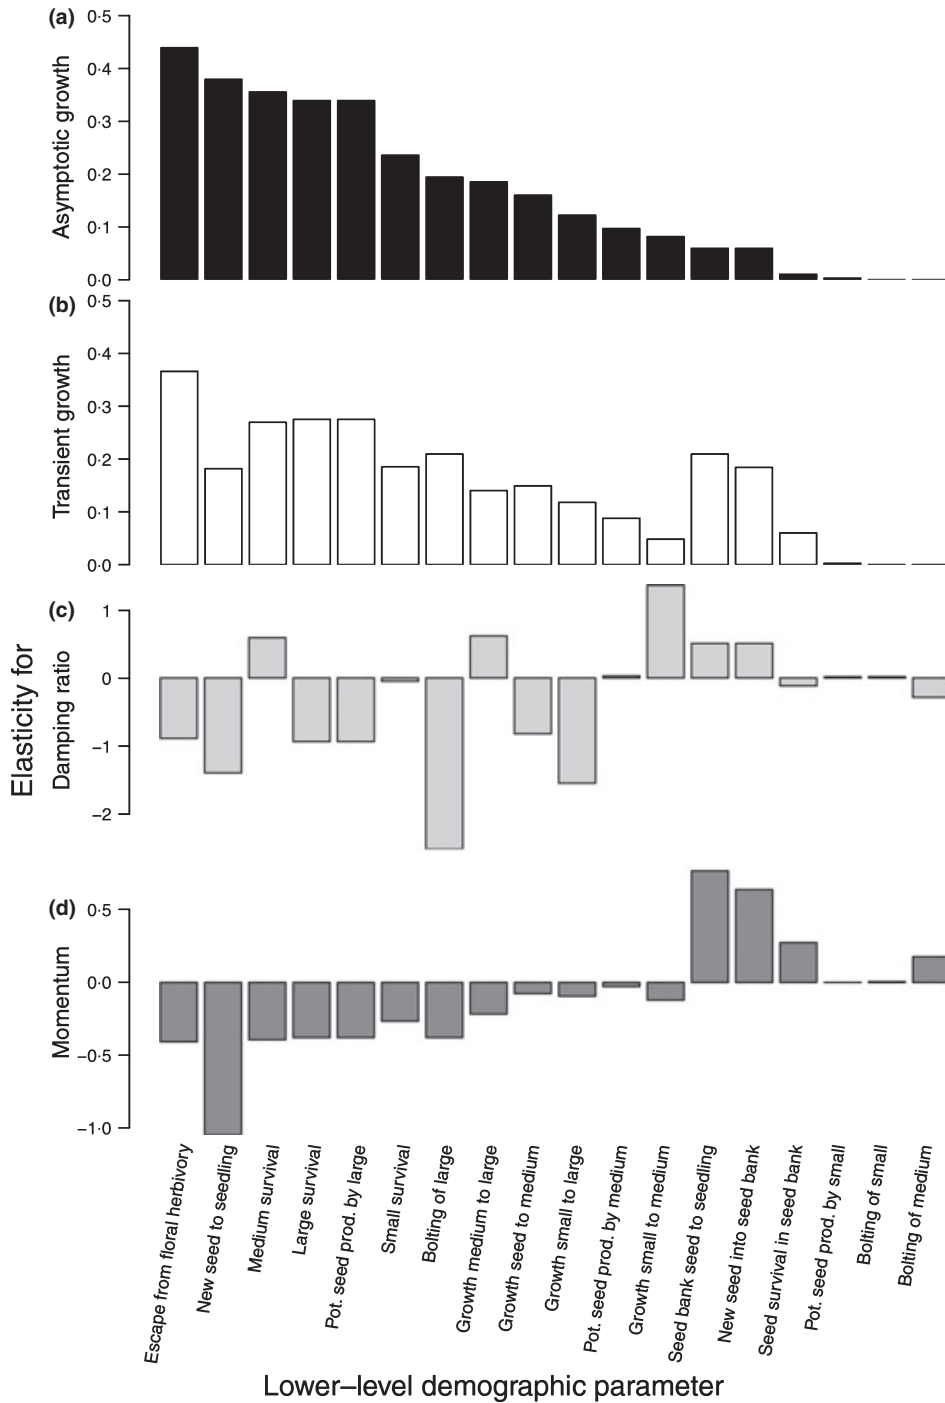 (a)
0·5
0·4
0·3
0·2
0·1
0·0
Asymptotic growth
(b)
0·5
0·4
0·3
0·2
0·1
0·0
Transient growth
(c)
1
0
−1
−2
Elasticity for
Damping ratio
(d)
0·5
0·0
−0·5
−1·0
Momentum
Escape from floral herbivory
New seed to seedling
Medium survival
Large survival
Pot. seed prod. by large
Small survival
Bolting of large
Growth medium to large
Growth seed to medium
Growth small to large
Pot. seed prod. by medium
Growth small to medium
Seed bank seed to seedling
New seed into seed bank
Seed survival in seed bank
Pot. seed prod. by small
Bolting of small
Bolting of medium
Lower–level demographic parameter